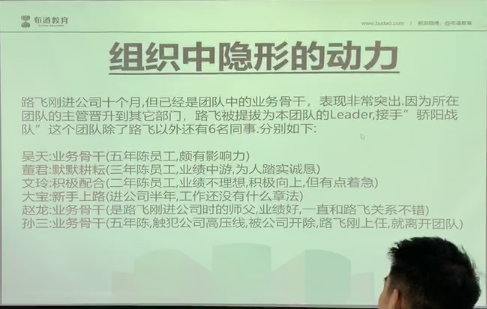 布道教育
组织中隐形的动力
路飞刚进公司十个月,但已经是团队中的业务骨干，表现非常突出.因为所在
团队的主管晋升到其它部门，路飞被提拔为本团队的Leader,接手"骄阳战
队"这个团队除了路飞以外还有6名同事.分别如下:
吴天:业务骨干(五年陈员工,颇有影响力)
董君:默默耕耘(三年陈员工,业绩中游,为人踏实诚恳)
文玲:积极配合(二年陈员工,业绩不理想,积极向上,但有点着急)
大宝:新手上路(进公司半年,工作还没有什么章法)
赵龙:业务骨干(是路飞刚进公司时的师父,业绩好,一直和路飞关系不错)
孙三:业务骨干(五年陈,触犯公司高压线,被公司开除,路飞刚上任,就离开团队)